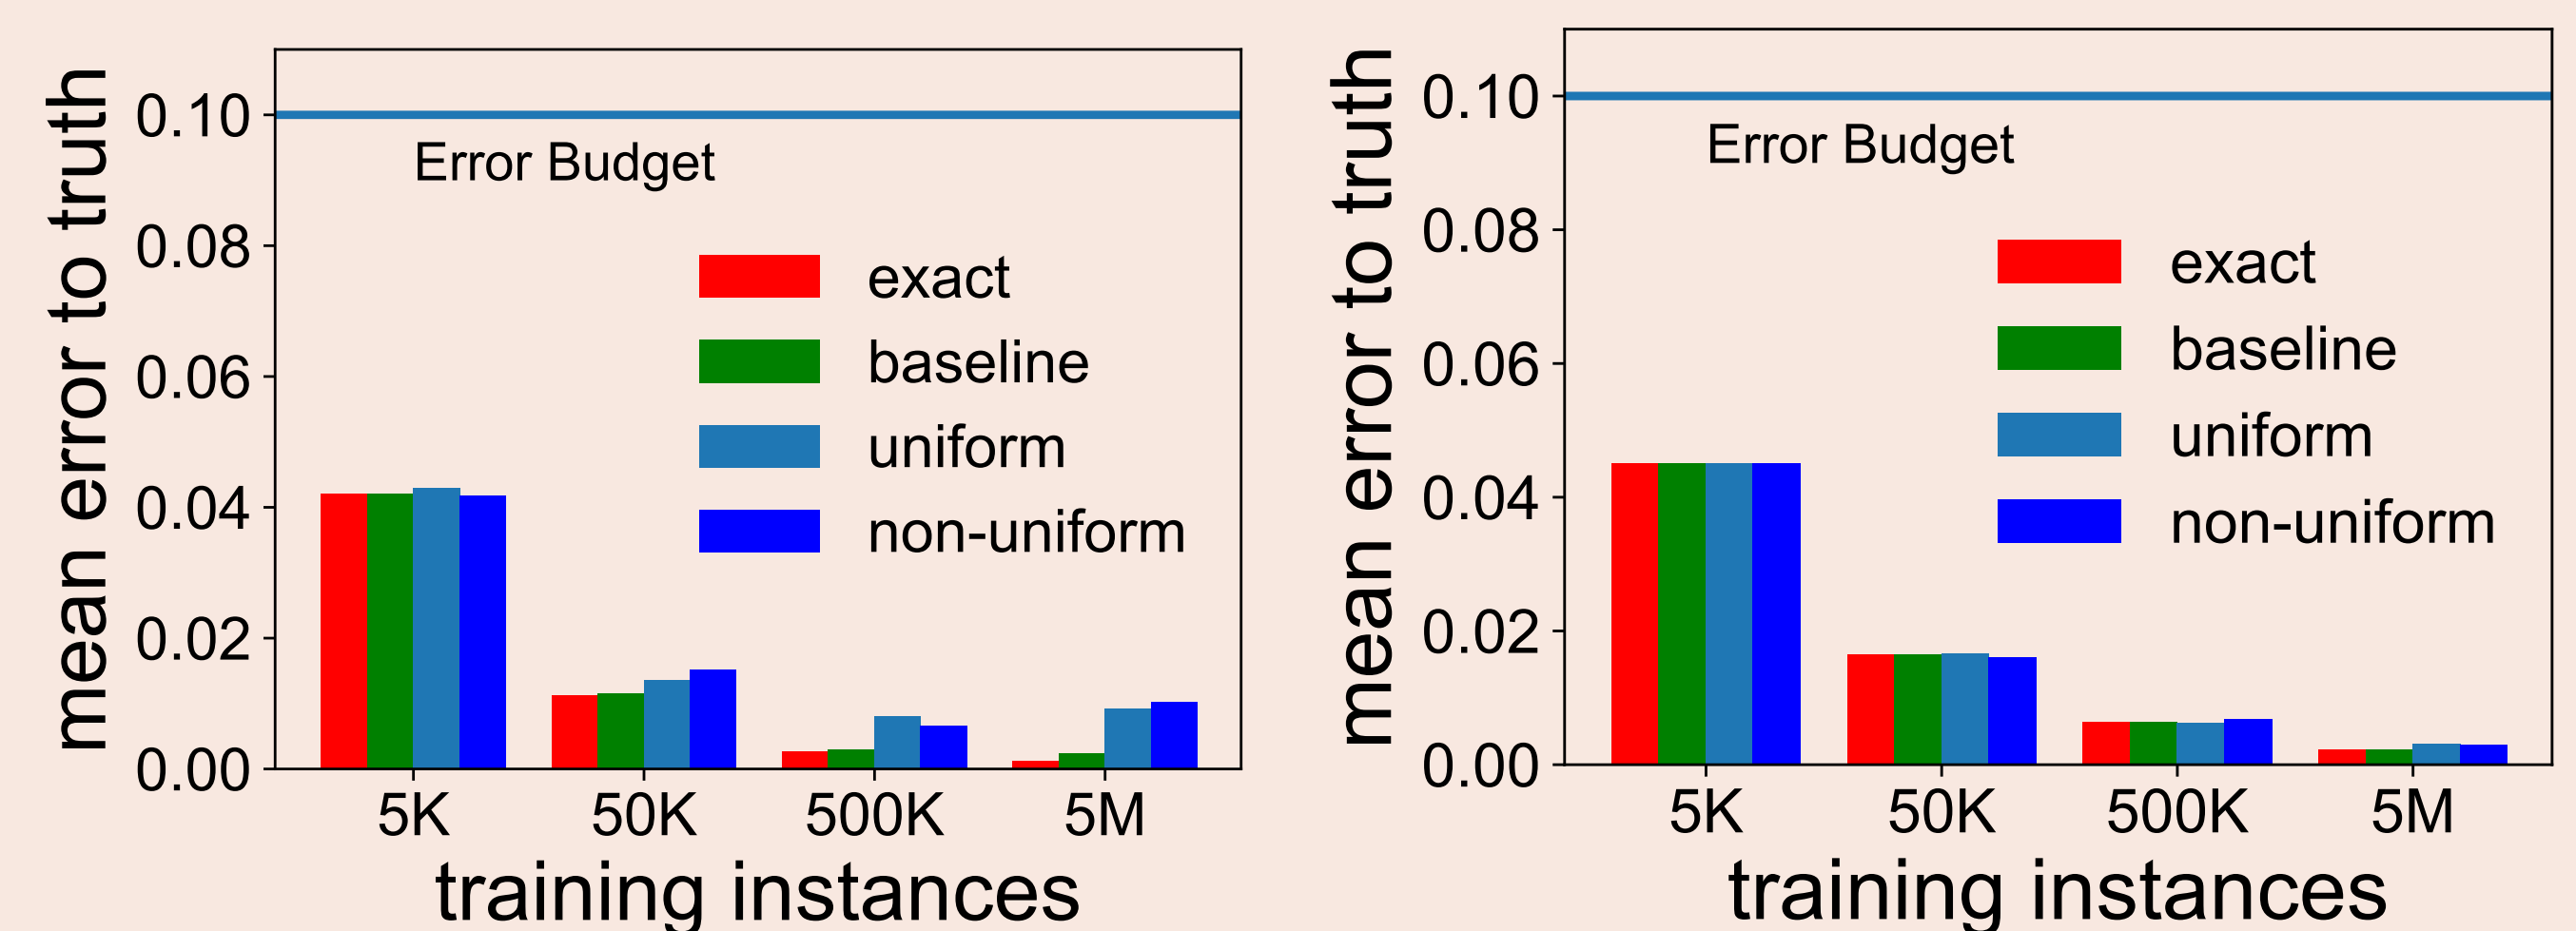 mean error to truth
0.10
0.08
0.06
0.04
0.02
0.00
Error Budget
exact
baseline
uniform
non-uniform
5K 50K 500K 5M
training instances
mean error to truth
0.10
0.08
0.06
0.04
0.02
0.00
Error Budget
exact
baseline
uniform
non-uniform
5K 50K 500K 5M
training instances